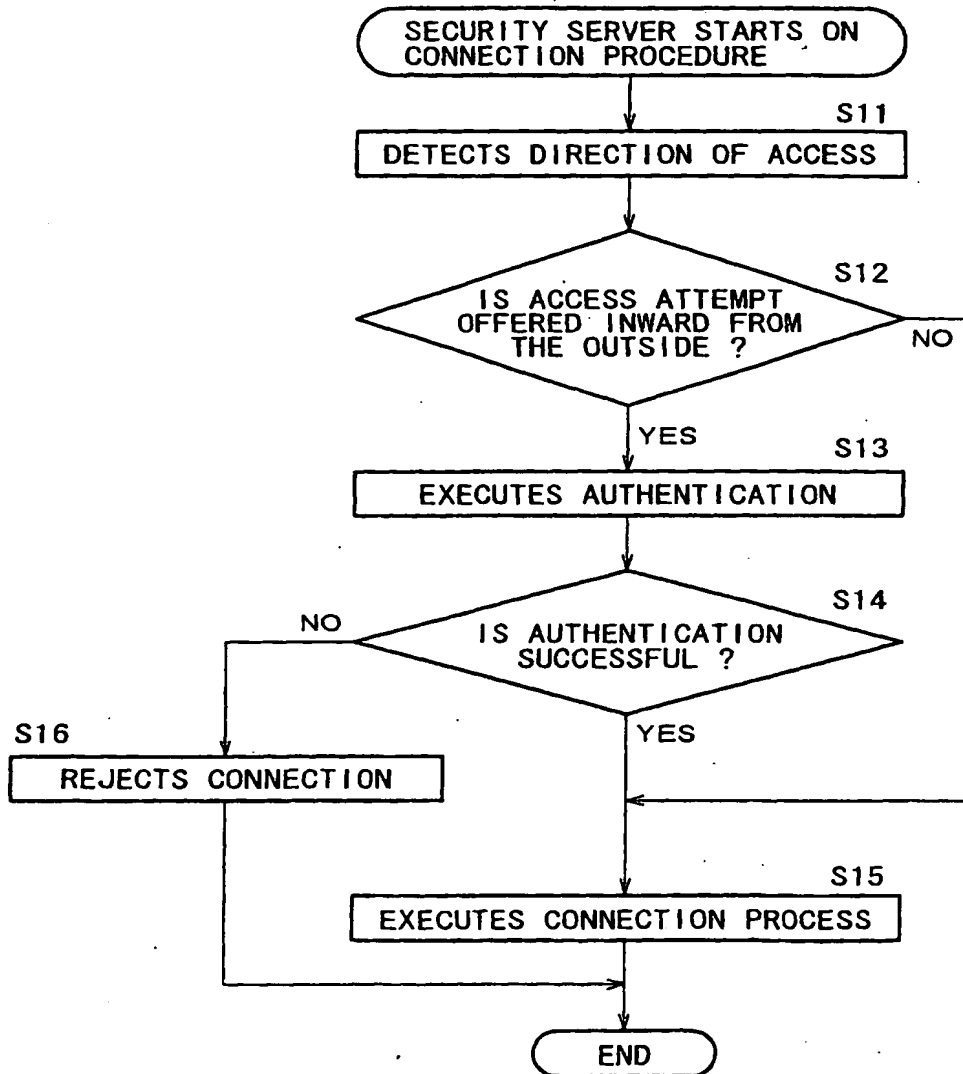 SECURITY SERVER STARTS ON
CONNECTION PROCEDURE
S11
DETECTS DIRECTION OF ACCESS
S12
IS ACCESS ATTEMPT
OFFERED INWARD FROM
THE OUTSIDE ?
NO
YES
S13
EXECUTES AUTHENTICATION
S14
NO
IS AUTHENTICATION
SUCCESSFUL ?
YES
S16
REJECTS CONNECTION
S15
EXECUTES CONNECTION PROCESS
END